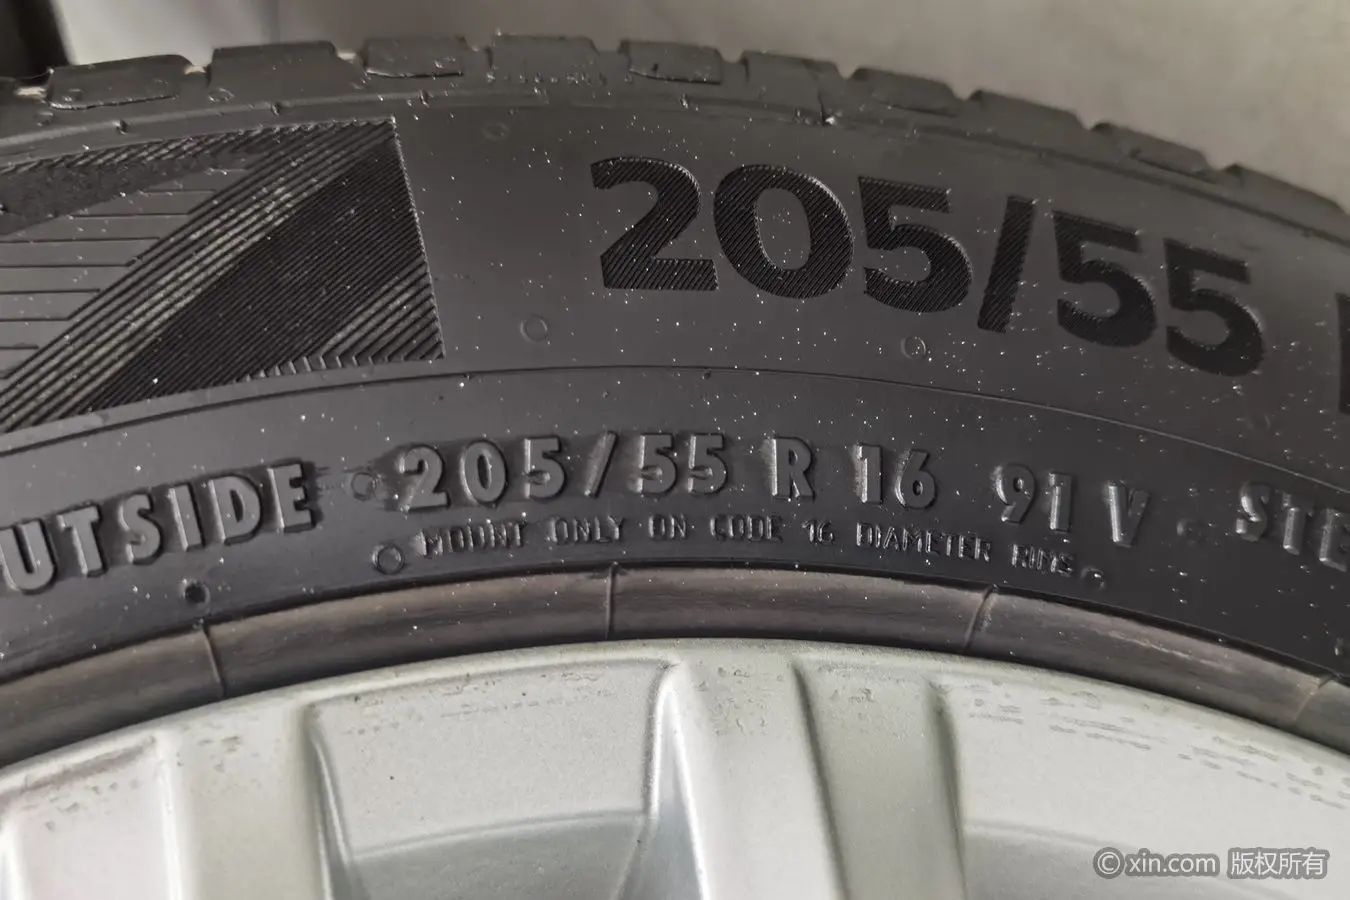 205/55
UTSIDE 205/55 R 16 91 V STE
MOUNT ONLY ON CODE 16 DIAMETER RIMS.
© xin.com 版权所有